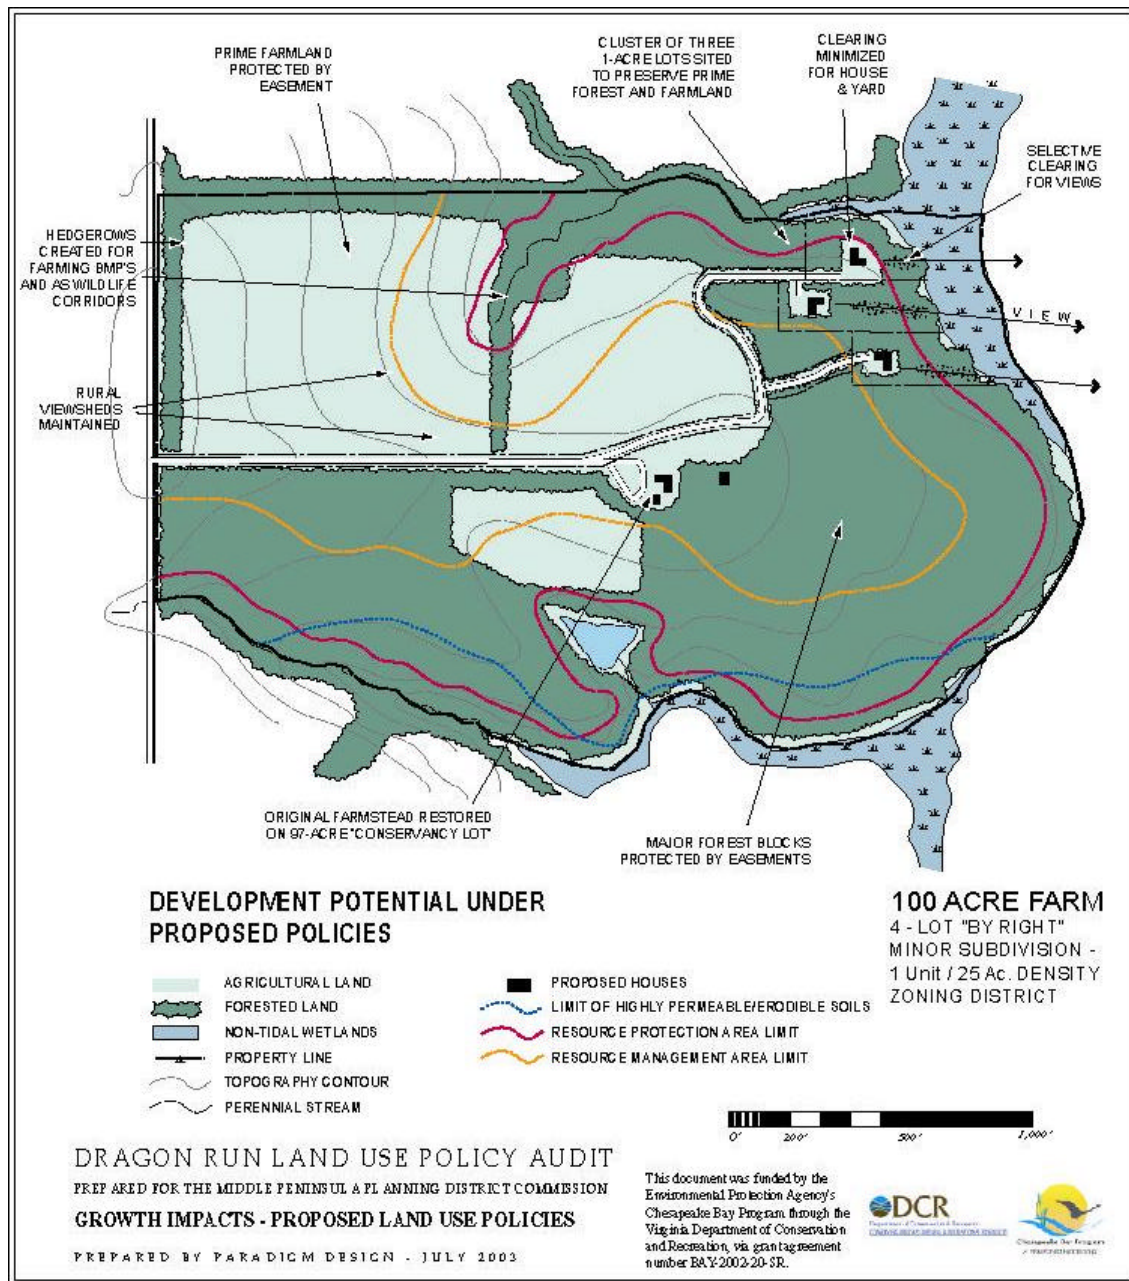 PRIME FARMLAND
PROTECTED BY
EASEMENT
CLUSTER OF THREE
1-ACRE LOTS SITED
TO PRESERVE PRIME
FOREST AND FARMLAND
CLEARING
MINIMIZED
FOR HOUSE
& YARD
SELECTIVE
CLEARING
FOR VIEWS
HEDGEROWS
CREATED FOR
FARMING BMP'S
AND AS WILDLIFE
CORRIDORS
VIEW
RURAL
VIEWSHEDS
MAINTAINED
ORIGINAL FARMSTEAD RESTORED
ON 97-ACRE "CONSERVANCY LOT"
MAJOR FOREST BLOCKS
PROTECTED BY EASEMENTS
DEVELOPMENT POTENTIAL UNDER
PROPOSED POLICIES
100 ACRE FARM
4 - LOT "BY RIGHT"
MINOR SUBDIVISION -
1 Unit / 25 Ac. DENSITY
ZONING DISTRICT
AGRICULTURAL LAND
FORESTED LAND
NON-TIDAL WETLANDS
PROPERTY LINE
TOPOGRAPHY CONTOUR
PERENNIAL STREAM
PROPOSED HOUSES
LIMIT OF HIGHLY PERMEABLE/ERODIBLE SOILS
RESOURCE PROTECTION AREA LIMIT
RESOURCE MANAGEMENT AREA LIMIT
0' 200' 500' 1,000'
DRAGON RUN LAND USE POLICY AUDIT
PREPARED FOR THE MIDDLE PENINSULA PLANNING DISTRICT COMMISSION
GROWTH IMPACTS - PROPOSED LAND USE POLICIES
PREPARED BY PARADIGM DESIGN - JULY 2003
This document was funded by the
Environmental Protection Agency's
Chesapeake Bay Program through the
Virginia Department of Conservation
and Recreation, via grant agreement
number BAY-2002-20-SR.
DCR
Department of Conservation & Recreation
Chesapeake Bay Program